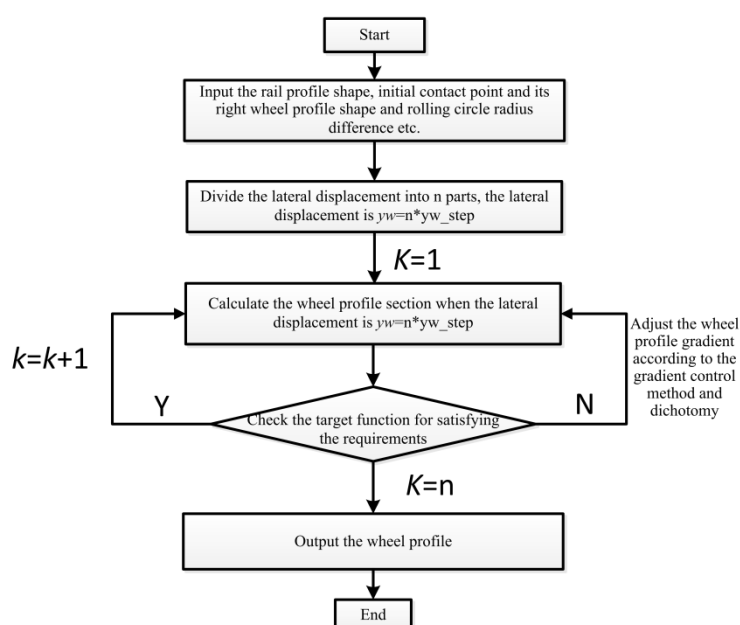 Start
Input the rail profile shape, initial contact point and its
right wheel profile shape and rolling circle radius
difference etc.
Divide the lateral displacement into n parts, the lateral
displacement is yw=n*yw_step
K=1
Calculate the wheel profile section when the lateral
displacement is yw=n*yw_step
k=k+1
Adjust the wheel
profile gradient
according to the
gradient control
method and
dichotomy
Y
N
Check the target function for satisfying
the requirements
K=n
Output the wheel profile
End